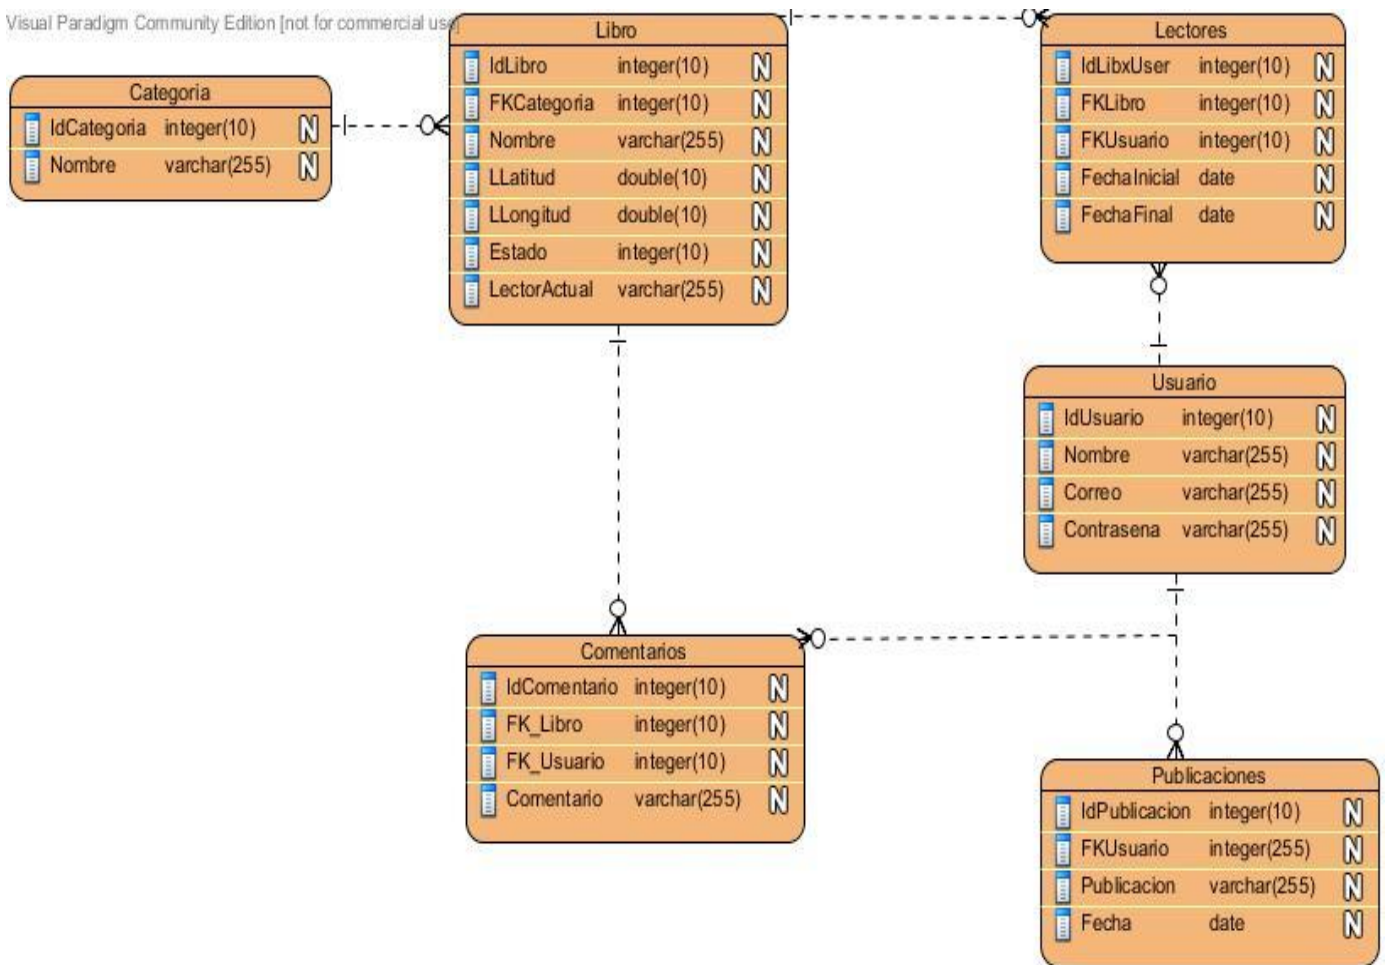 Visual Paradigm Community Edition [not for commercial use]
Categoria
IdCategoria integer(10) N
Nombre varchar(255) N
Libro
IdLibro integer(10) N
FKCategoria integer(10) N
Nombre varchar(255) N
LLatitud double(10) N
LLongitud double(10) N
Estado integer(10) N
LectorActual varchar(255) N
Lectores
IdLibxUser integer(10) N
FKLibro integer(10) N
FKUsuario integer(10) N
FechaInicial date N
FechaFinal date N
Usuario
IdUsuario integer(10) N
Nombre varchar(255) N
Correo varchar(255) N
Contrasena varchar(255) N
Comentarios
IdComentario integer(10) N
FK_Libro integer(10) N
FK_Usuario integer(10) N
Comentario varchar(255) N
Publicaciones
IdPublicacion integer(10) N
FKUsuario integer(255) N
Publicacion varchar(255) N
Fecha date N